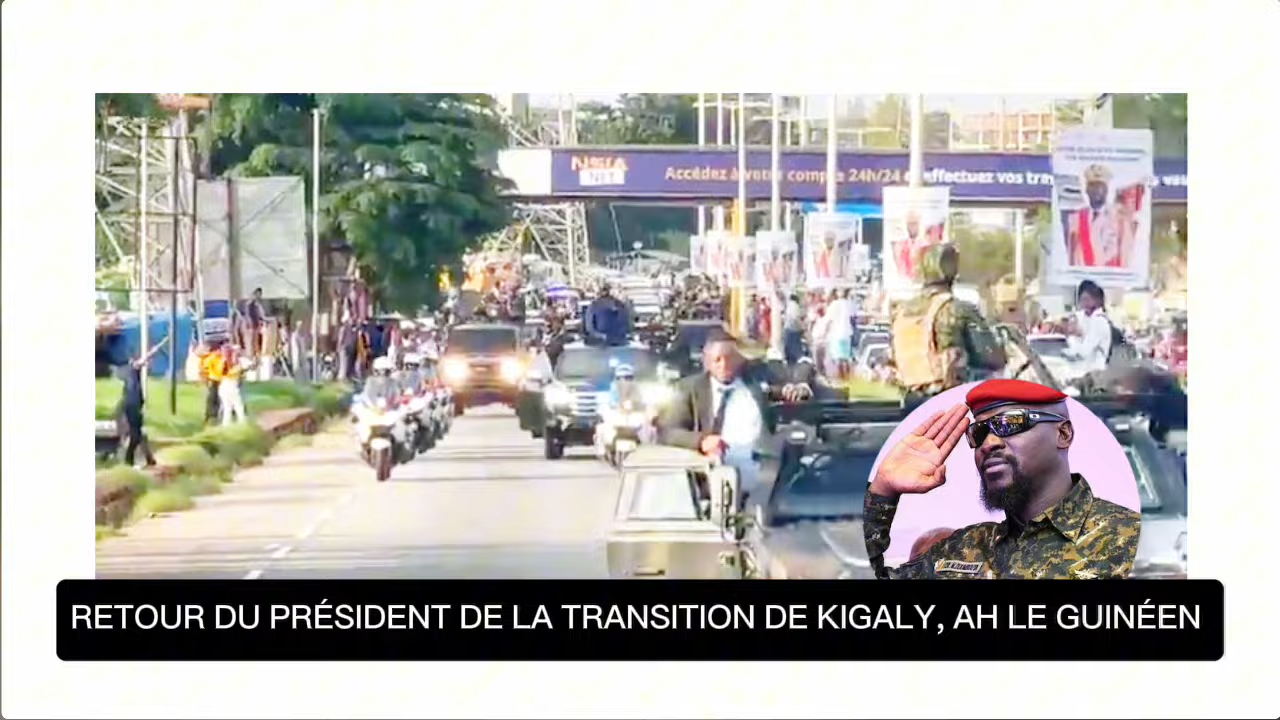 NSIA
Accédez à votre compte 24h/24 et effectuez vos
RETOUR DU PRÉSIDENT DE LA TRANSITION DE KIGALY, AH LE GUINÉEN